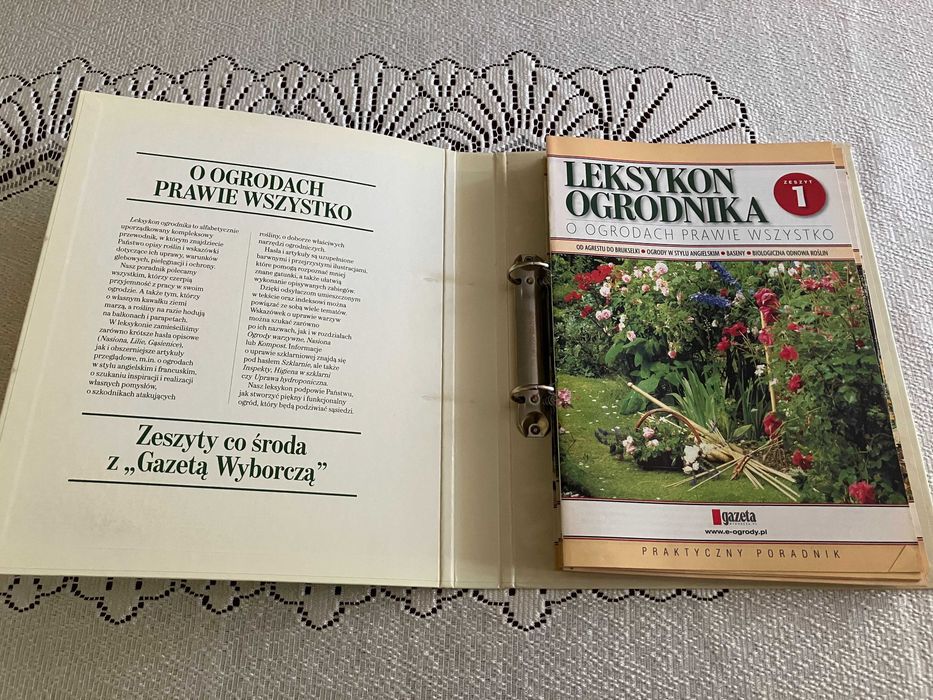 O OGRODACH
PRAWIE WSZYSTKO
Leksykon ogrodnika to alfabetycznie
uporządkowany kompleksowy
przewodnik, w którym znajdziecie
Państwo opisy roślin i wskazówki
dotyczące ich uprawy, warunków
glebowych, pielęgnacji i ochrony.
Nasz poradnik polecamy
wszystkim, którzy czerpią
przyjemność z pracy w swoim
ogrodzie. A także tym, którzy
o własnym kawałku ziemi
marzą, a rośliny na razie hodują
na balkonach i parapetach.
W leksykonie zamieściliśmy
zarówno krótsze hasła opisowe
(Nasiona, Lilie, Gąsienice),
jak i obszerniejsze artykuły
przeglądowe, m.in. o ogrodach
w stylu angielskim i francuskim,
o szukaniu inspiracji i realizacji
własnych pomysłów,
o szkodnikach atakujących
rośliny, o doborze właściwych
narzędzi ogrodniczych.
Hasła i artykuły są uzupełnione
barwnymi i przejrzystymi ilustracjami,
które pomogą rozpoznać mniej
znane gatunki, a także ułatwią
wykonanie opisywanych zabiegów.
Dzięki odsyłaczom umieszczonym
w tekście oraz indeksowi można
powiązać ze sobą wiele tematów.
Wskazówek o uprawie warzyw
można szukać zarówno
po ich nazwach, jak i w rozdziałach
Ogrody warzywne, Nasiona
lub Kompost. Informacje
o uprawie szklarniowej znajdą się
pod hasłem Szklarnie, ale także
Inspekty, Higiena w szklarni
czy Uprawa hydroponiczna.
Nasz leksykon podpowie Państwu,
jak stworzyć piękny i funkcjonalny
ogród, który będą podziwiać sąsiedzi.
Zeszyty co środa
z „Gazetą Wyborczą”
LEKSYKON
OGRODNIKA
ZESZYT
1
O OGRODACH PRAWIE WSZYSTKO
OD AGRESTU DO BRUKSELKI • OGRODY W STYLU ANGIELSKIM • BASENY • BIOLOGICZNA ODNOWA ROŚLIN
gazeta
www.e-ogrody.pl
PRAKTYCZNY PORADNIK